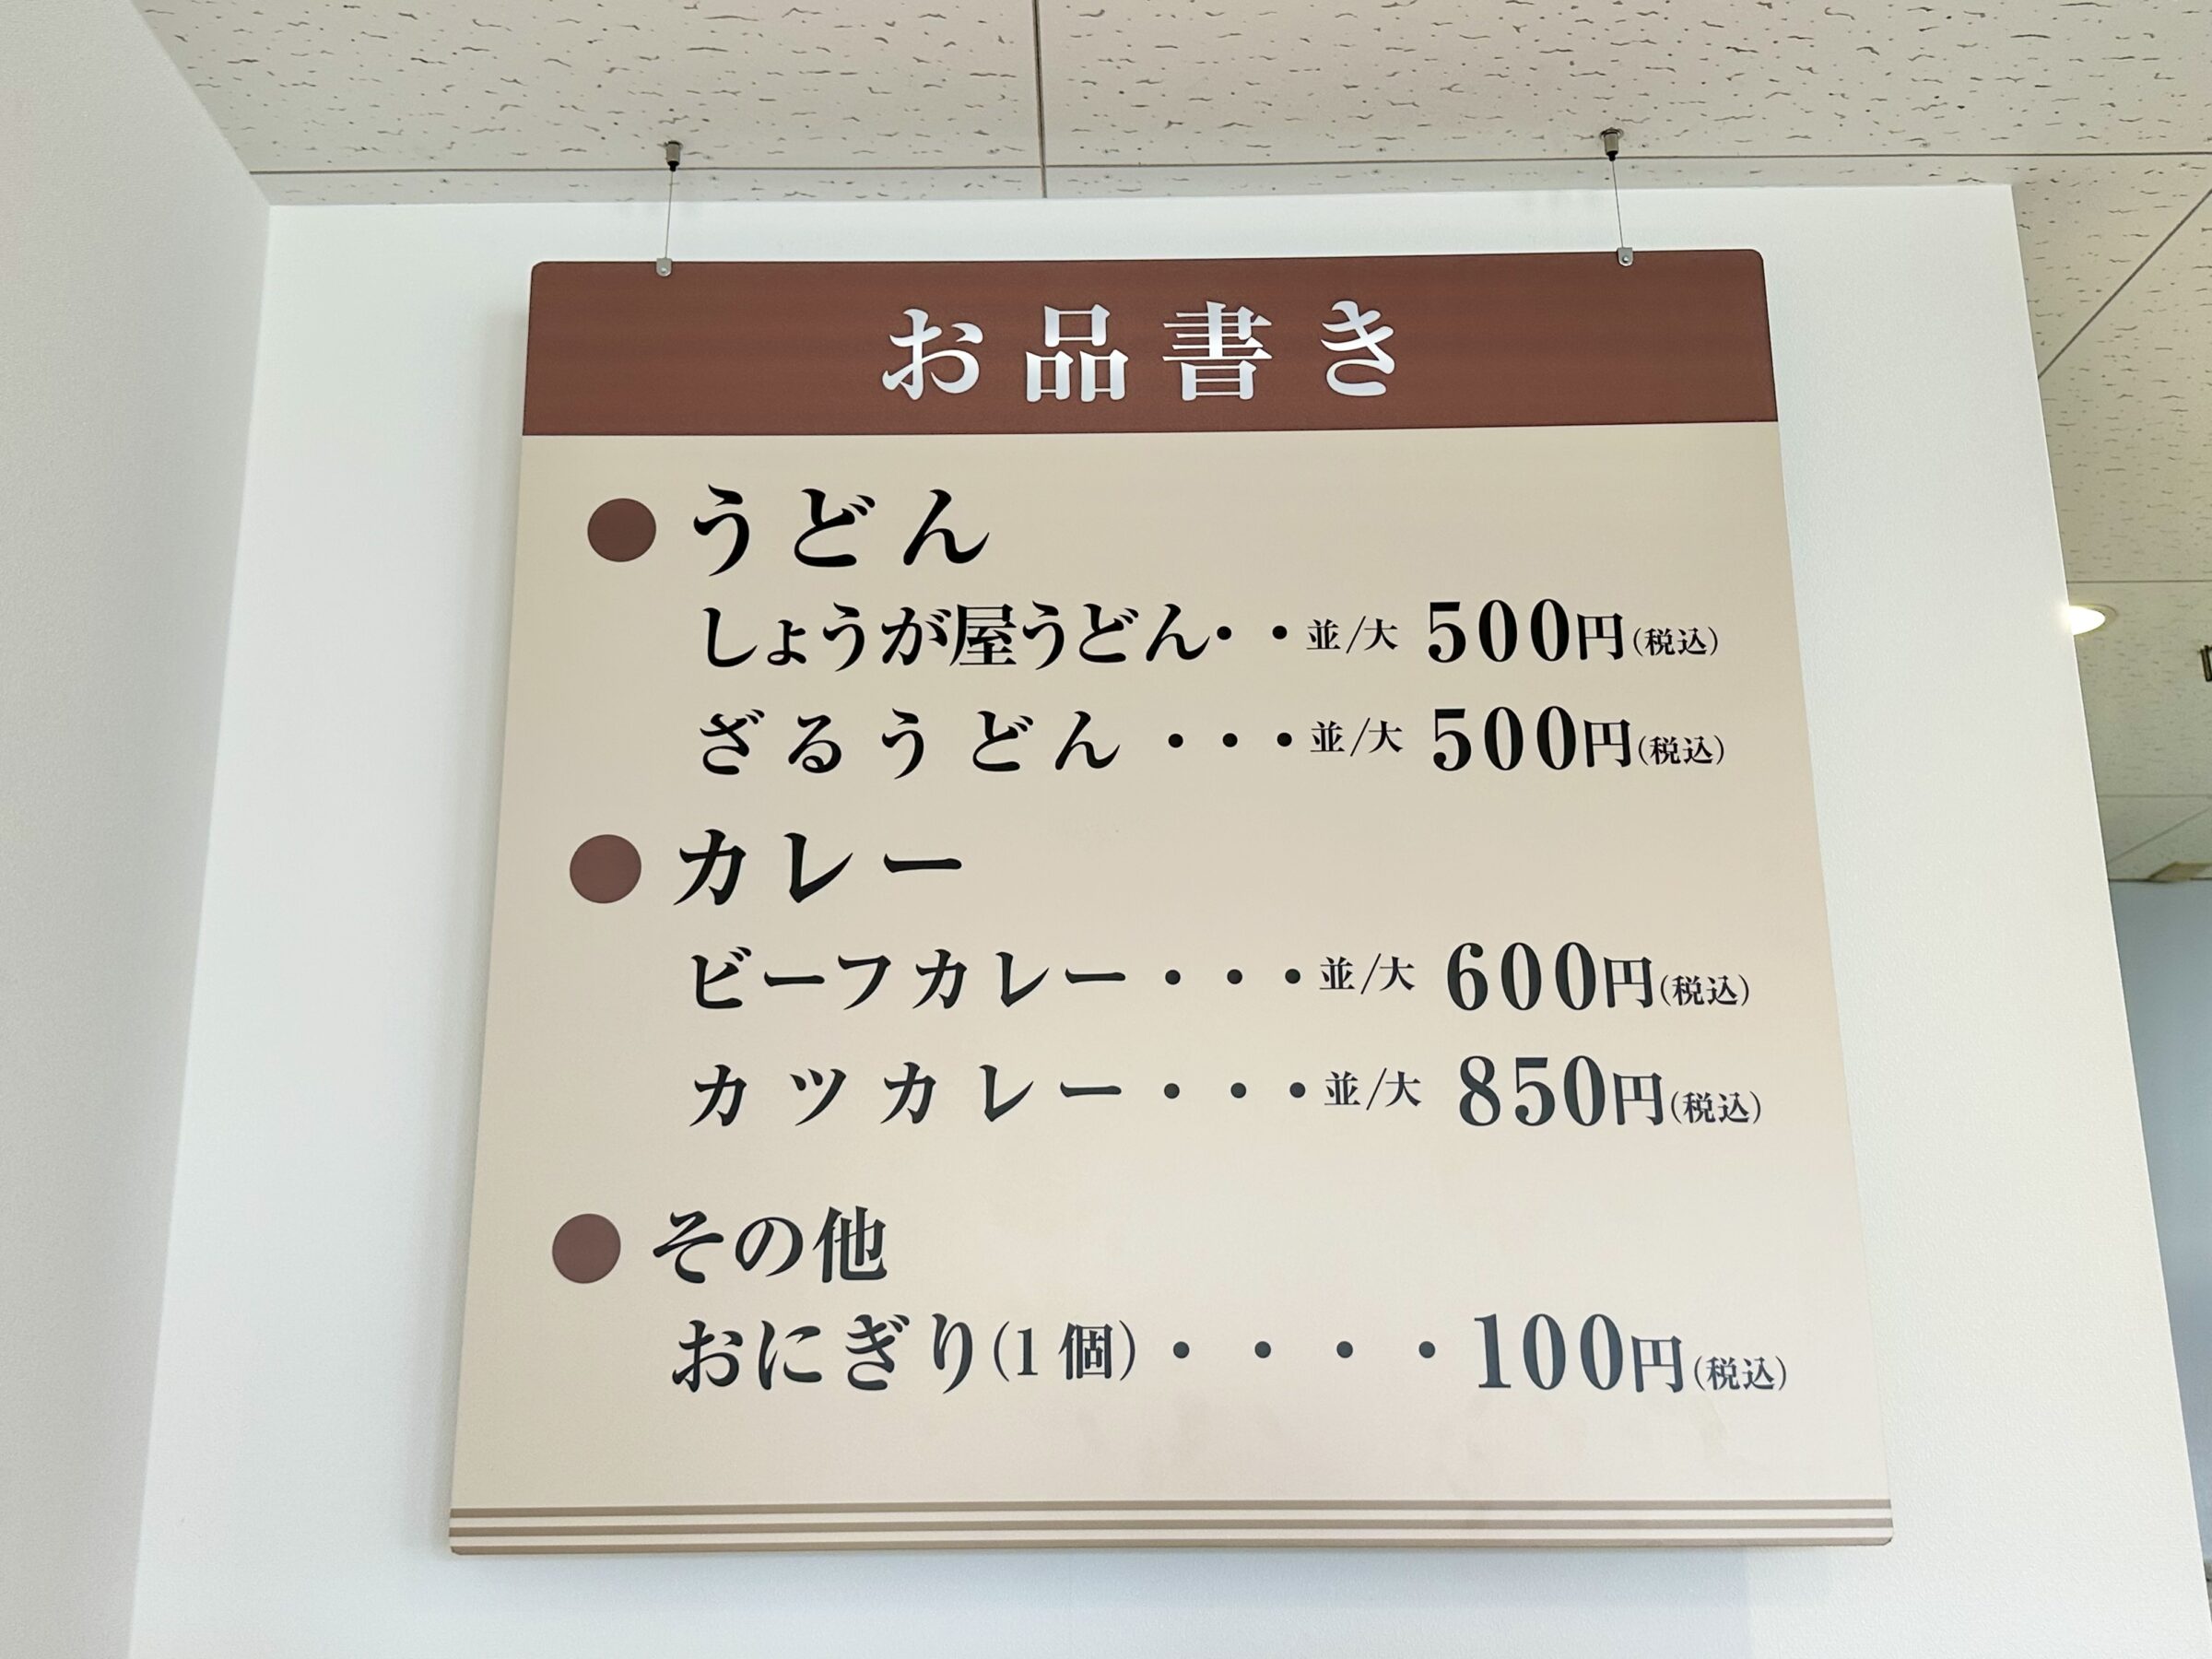 お品書き
●うどん
しょうが屋うどん・・並/大 500円(税込)
ざるうどん・・・並/大 500円(税込)
●カレー
ビーフカレー・・・並/大 600円(税込)
カツカレー・・・並/大 850円(税込)
●その他
おにぎり(1個)・・・・100円(税込)